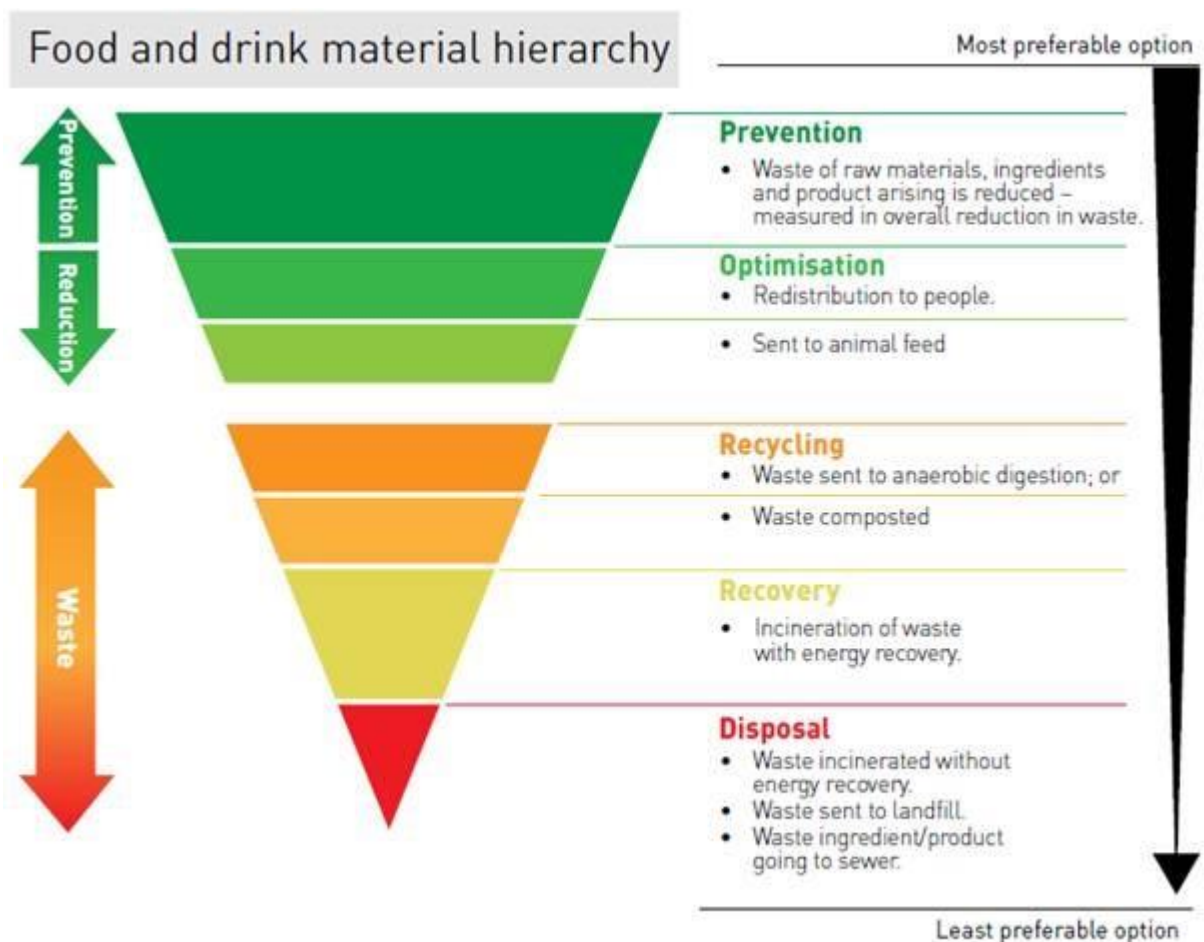 Food and drink material hierarchy
Most preferable option
Prevention
Reduction
Waste
Prevention
• Waste of raw materials, ingredients
and product arising is reduced –
measured in overall reduction in waste.
Optimisation
• Redistribution to people.
• Sent to animal feed
Recycling
• Waste sent to anaerobic digestion; or
• Waste composted
Recovery
• Incineration of waste
with energy recovery.
Disposal
• Waste incinerated without
energy recovery.
• Waste sent to landfill.
• Waste ingredient/product
going to sewer.
Least preferable option